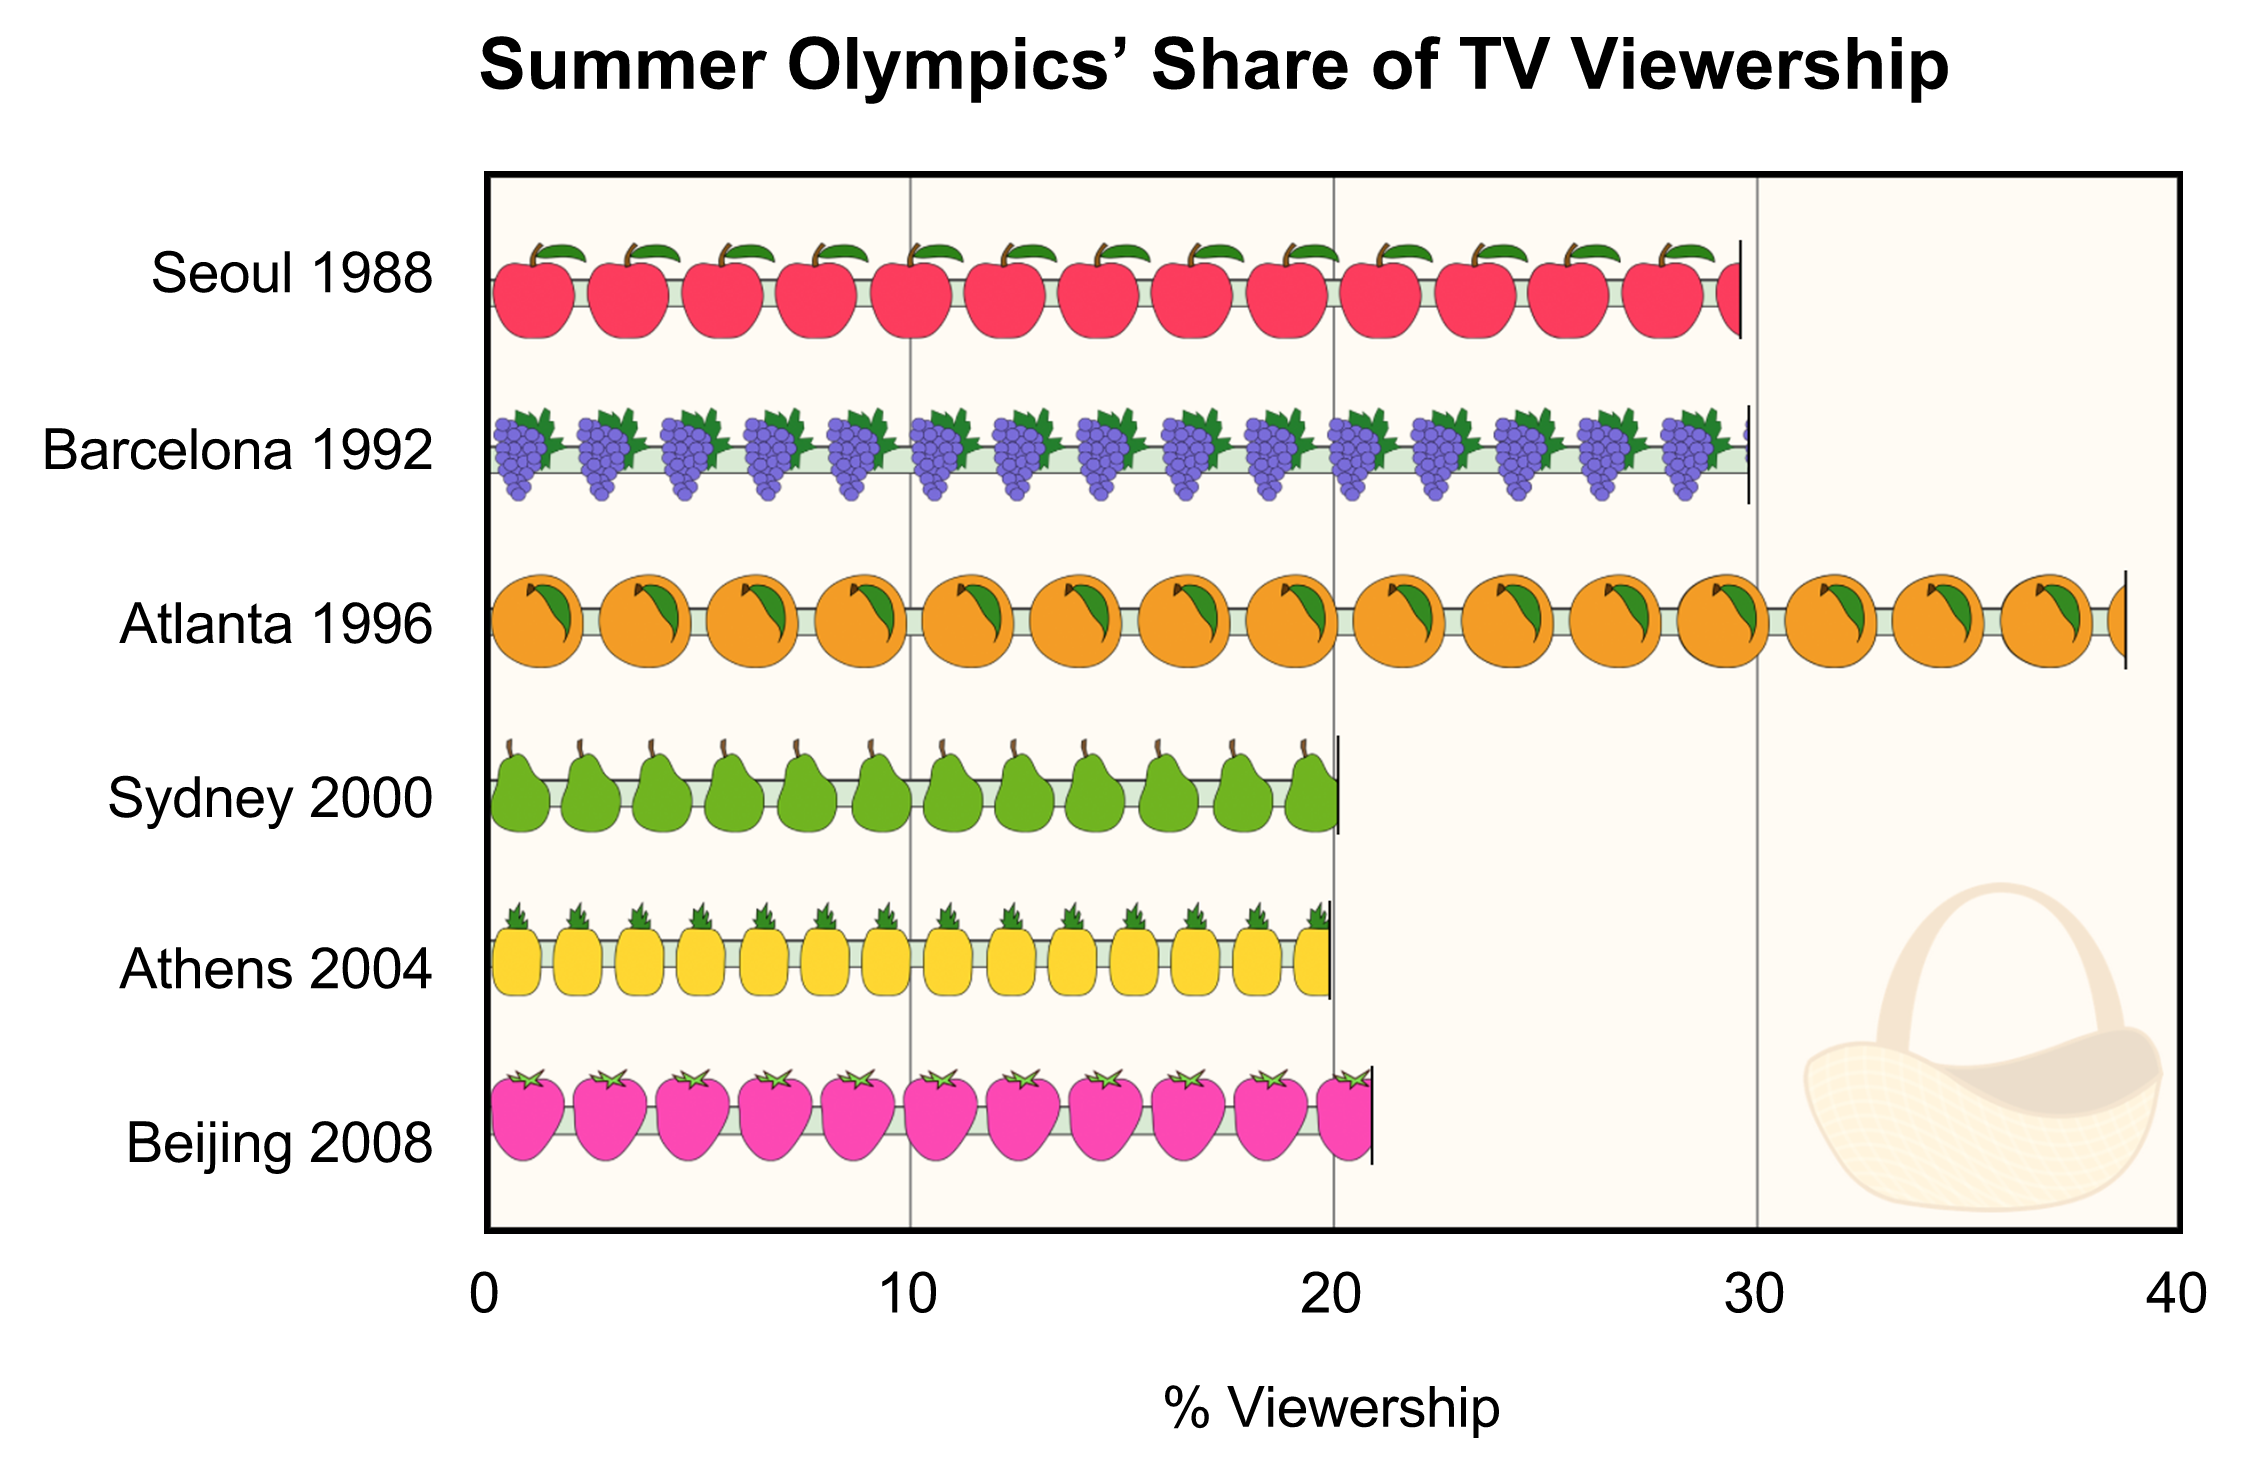 Summer Olympics’ Share of TV Viewership
Seoul 1988
Barcelona 1992
Atlanta 1996
Sydney 2000
Athens 2004
Beijing 2008
0 10 20 30 40
% Viewership